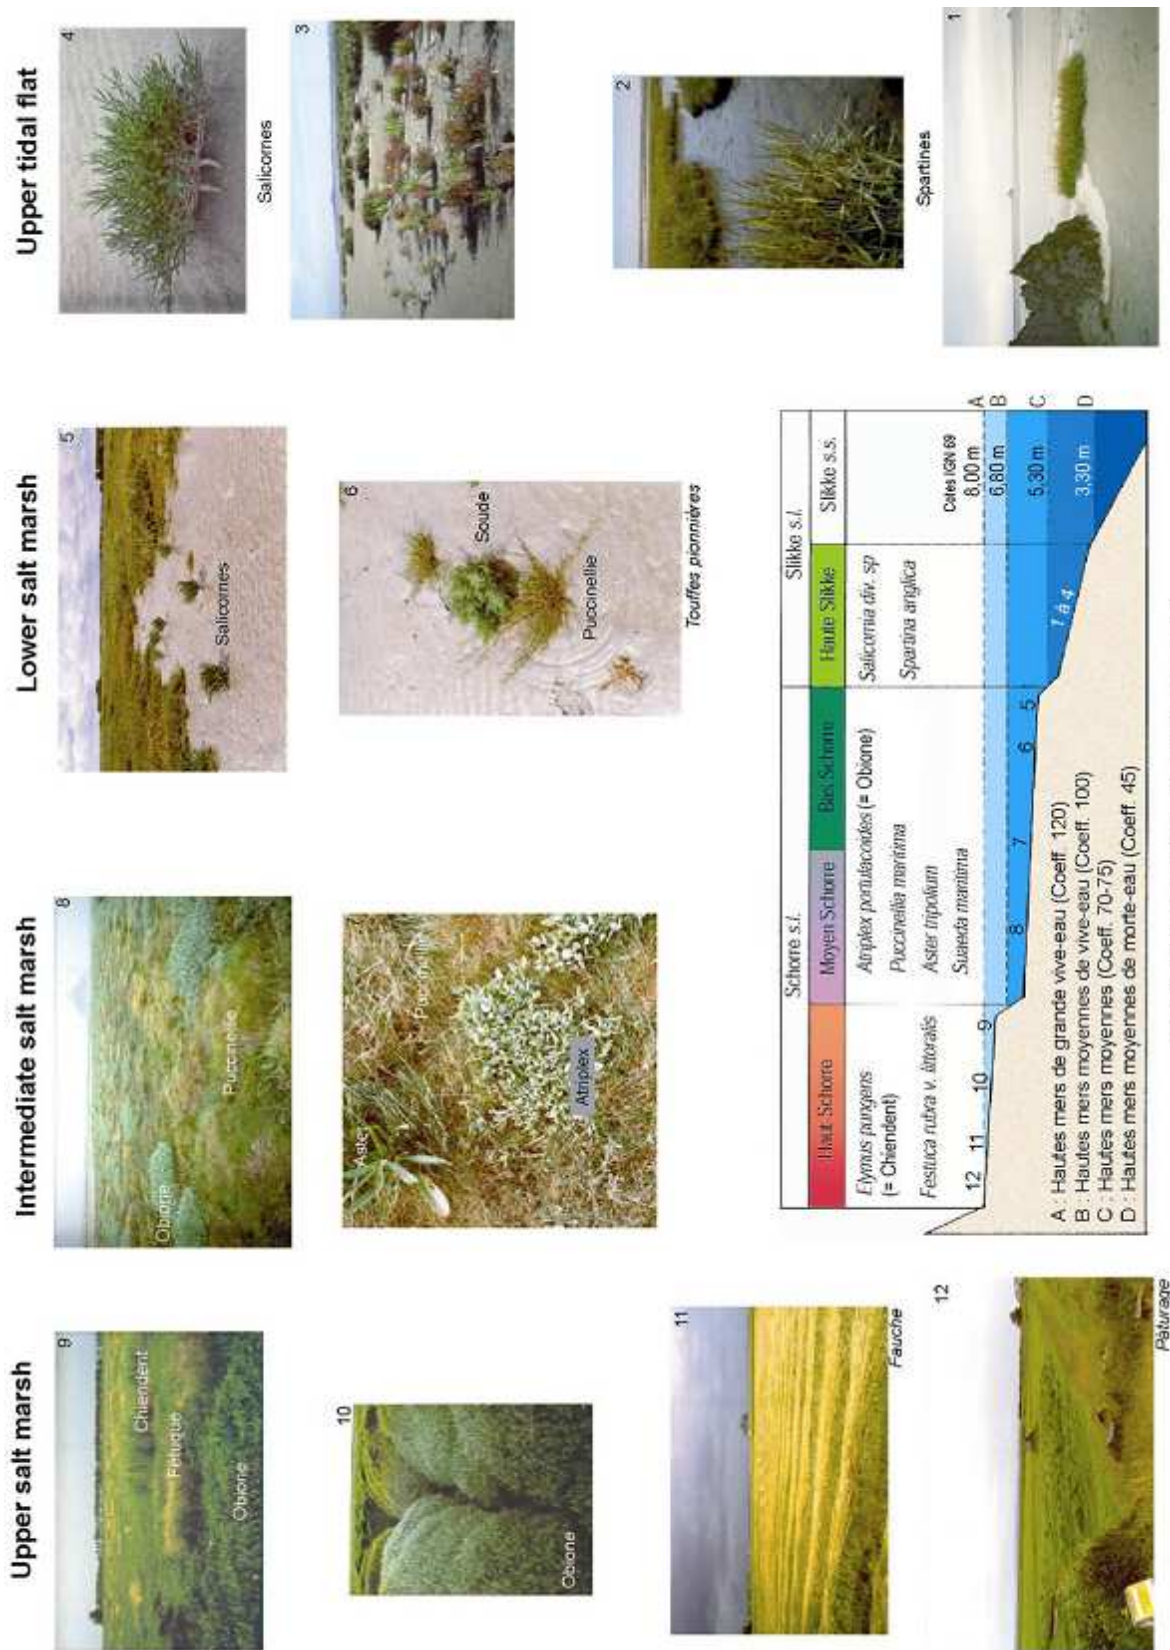 Upper salt marsh
Intermediate salt marsh
Lower salt marsh
Upper tidal flat
9
Chiendent
Fétuque
Obione
10
Obione
11
Fauche
12
Pâturage
8
Obione
Puccinellie
Aster
Puccinellie
Atriplex
5
Salicornes
6
Soude
Puccinellie
Touffes pionnières
4
Salicornes
3
2
Spartines
1
Schorre s.l.
Slikke s.l.
Haut Schorre
Moyen Schorre
Bas Schorre
Haute Slikke
Slikke s.s.
Elymus pungens
(= Chiendent)
Festuca rubra v. littoralis
Atriplex portulacoides (= Obione)
Puccinellia maritima
Aster tripolium
Suaeda maritima
Salicornia div. sp
Spartina anglica
Cotes IGN 69
8,00 m A
6,80 m B
5,30 m C
3,30 m D
12 11 10 9 8 7 6 5 1 à 4
A : Hautes mers de grande vive-eau (Coeff. 120)
B : Hautes mers moyennes de vive-eau (Coeff. 100)
C : Hautes mers moyennes (Coeff. 70-75)
D : Hautes mers moyennes de morte-eau (Coeff. 45)